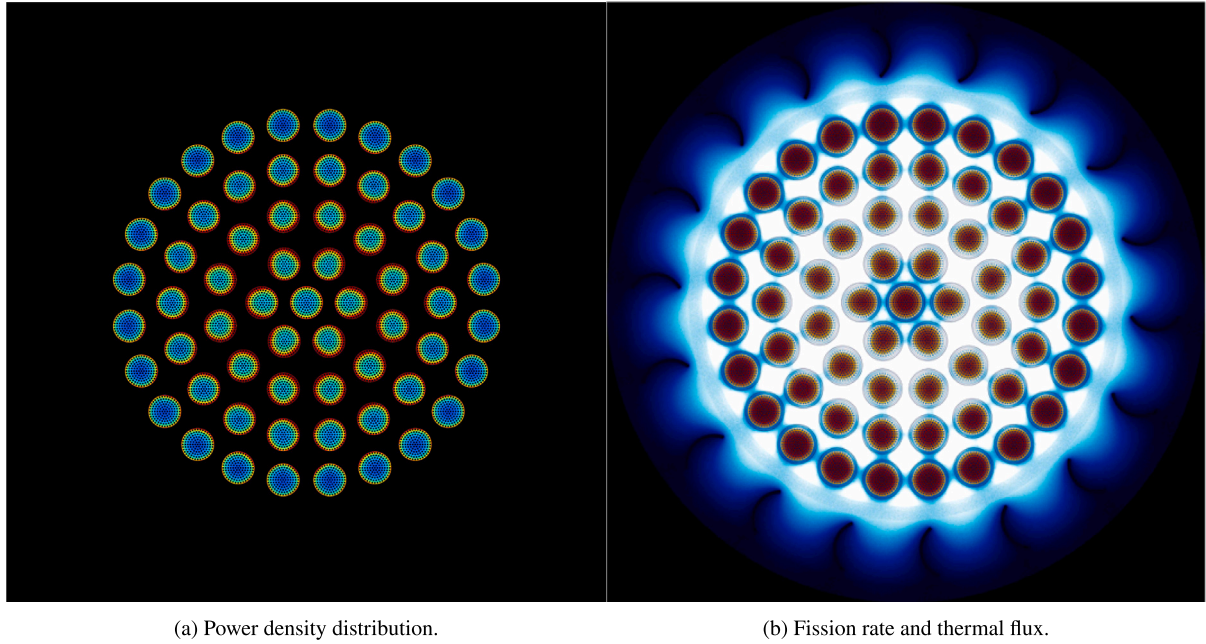 (a) Power density distribution.
(b) Fission rate and thermal flux.